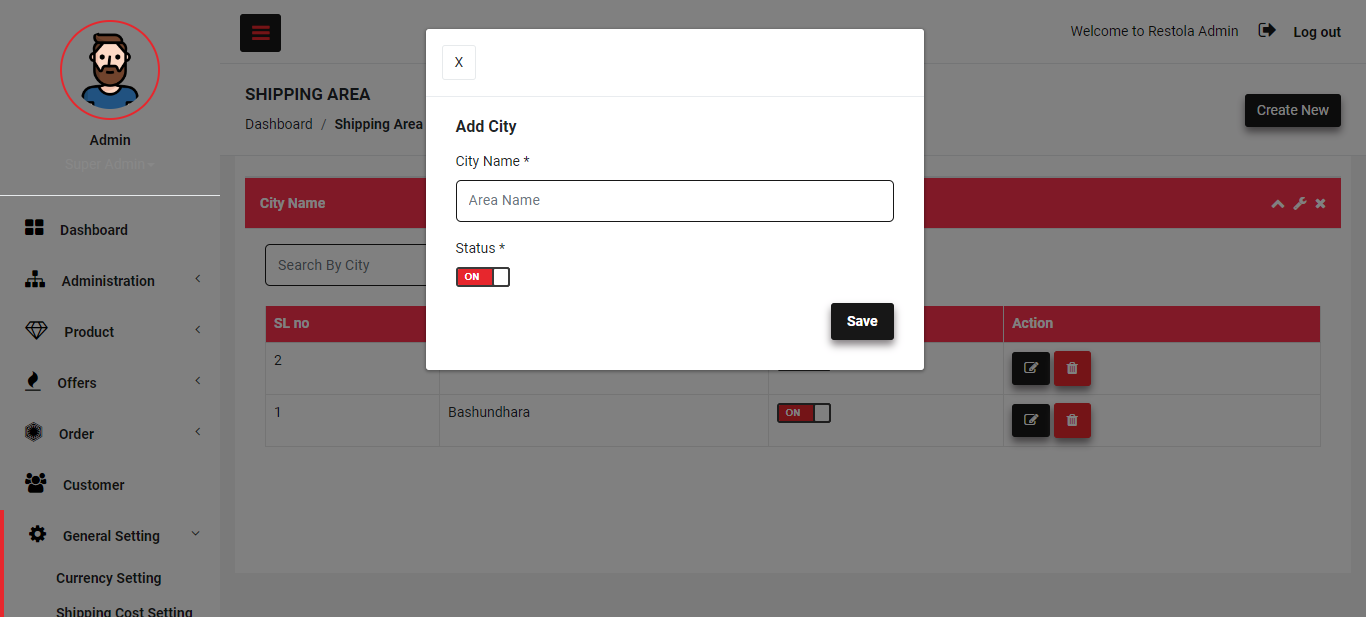 Welcome to Restola Admin
Log out
X
SHIPPING AREA
Dashboard / Shipping Area
Create New
Add City
City Name *
Area Name
Status *
ON
Save
Admin
Super Admin
City Name
Search By City
SL no
Action
2
1
Bashundhara
ON
Dashboard
Administration
Product
Offers
Order
Customer
General Setting
Currency Setting
Shipping Cost Setting